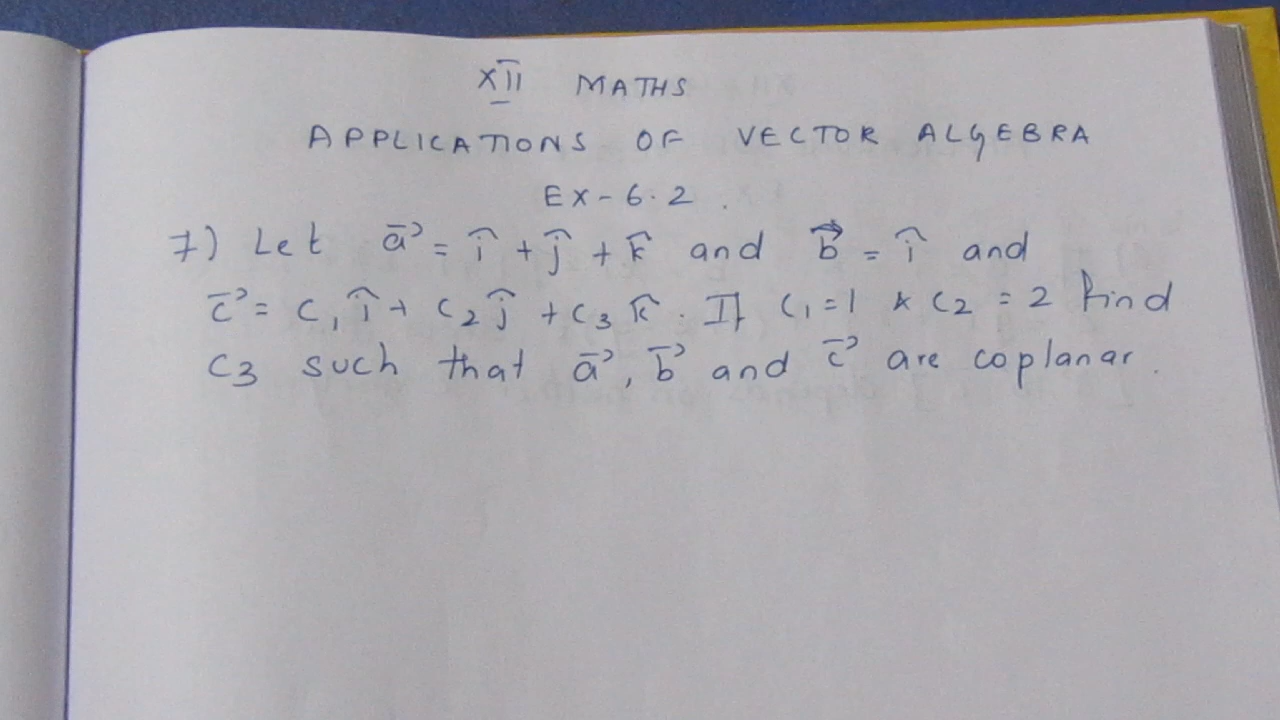 XII MATHS
APPLICATIONS OF VECTOR ALGEBRA
EX-6.2.
7) Let a⃗ = î + ĵ + k̂ and b⃗ = î and
c⃗ = c₁î + c₂ĵ + c₃k̂. If c₁=1 & c₂ = 2 find
c₃ such that a⃗, b⃗ and c⃗ are coplanar.